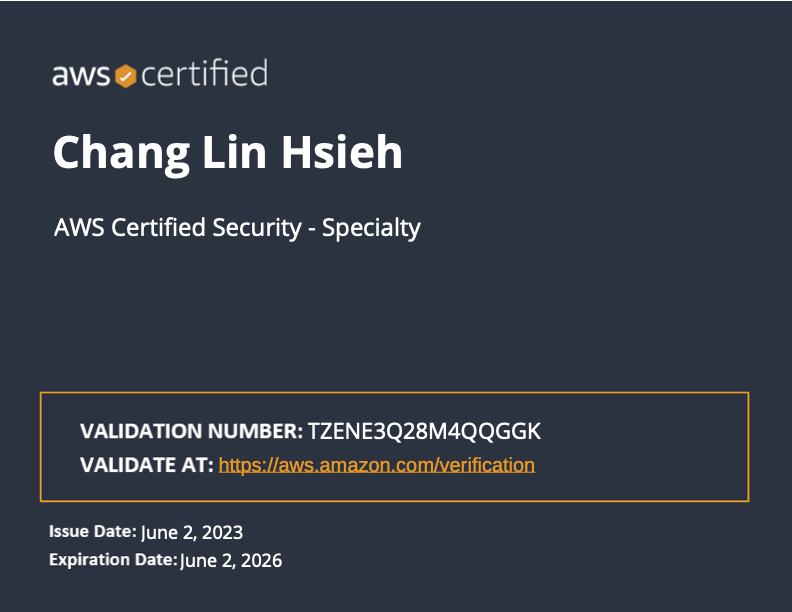 aws certified
Chang Lin Hsieh
AWS Certified Security - Specialty
VALIDATION NUMBER: TZENE3Q28M4QQGGK
VALIDATE AT: https://aws.amazon.com/verification
Issue Date: June 2, 2023
Expiration Date: June 2, 2026